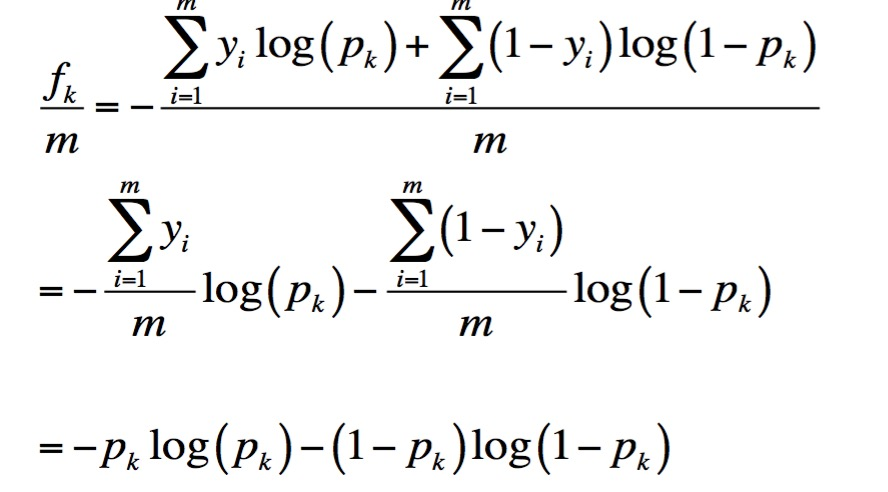 f_k/m = -(∑_{i=1}^{m} y_i log(p_k) + ∑_{i=1}^{m} (1 - y_i) log(1 - p_k))/m
= -(∑_{i=1}^{m} y_i)/m log(p_k) - (∑_{i=1}^{m} (1 - y_i))/m log(1 - p_k)
= -p_k log(p_k) - (1 - p_k) log(1 - p_k)